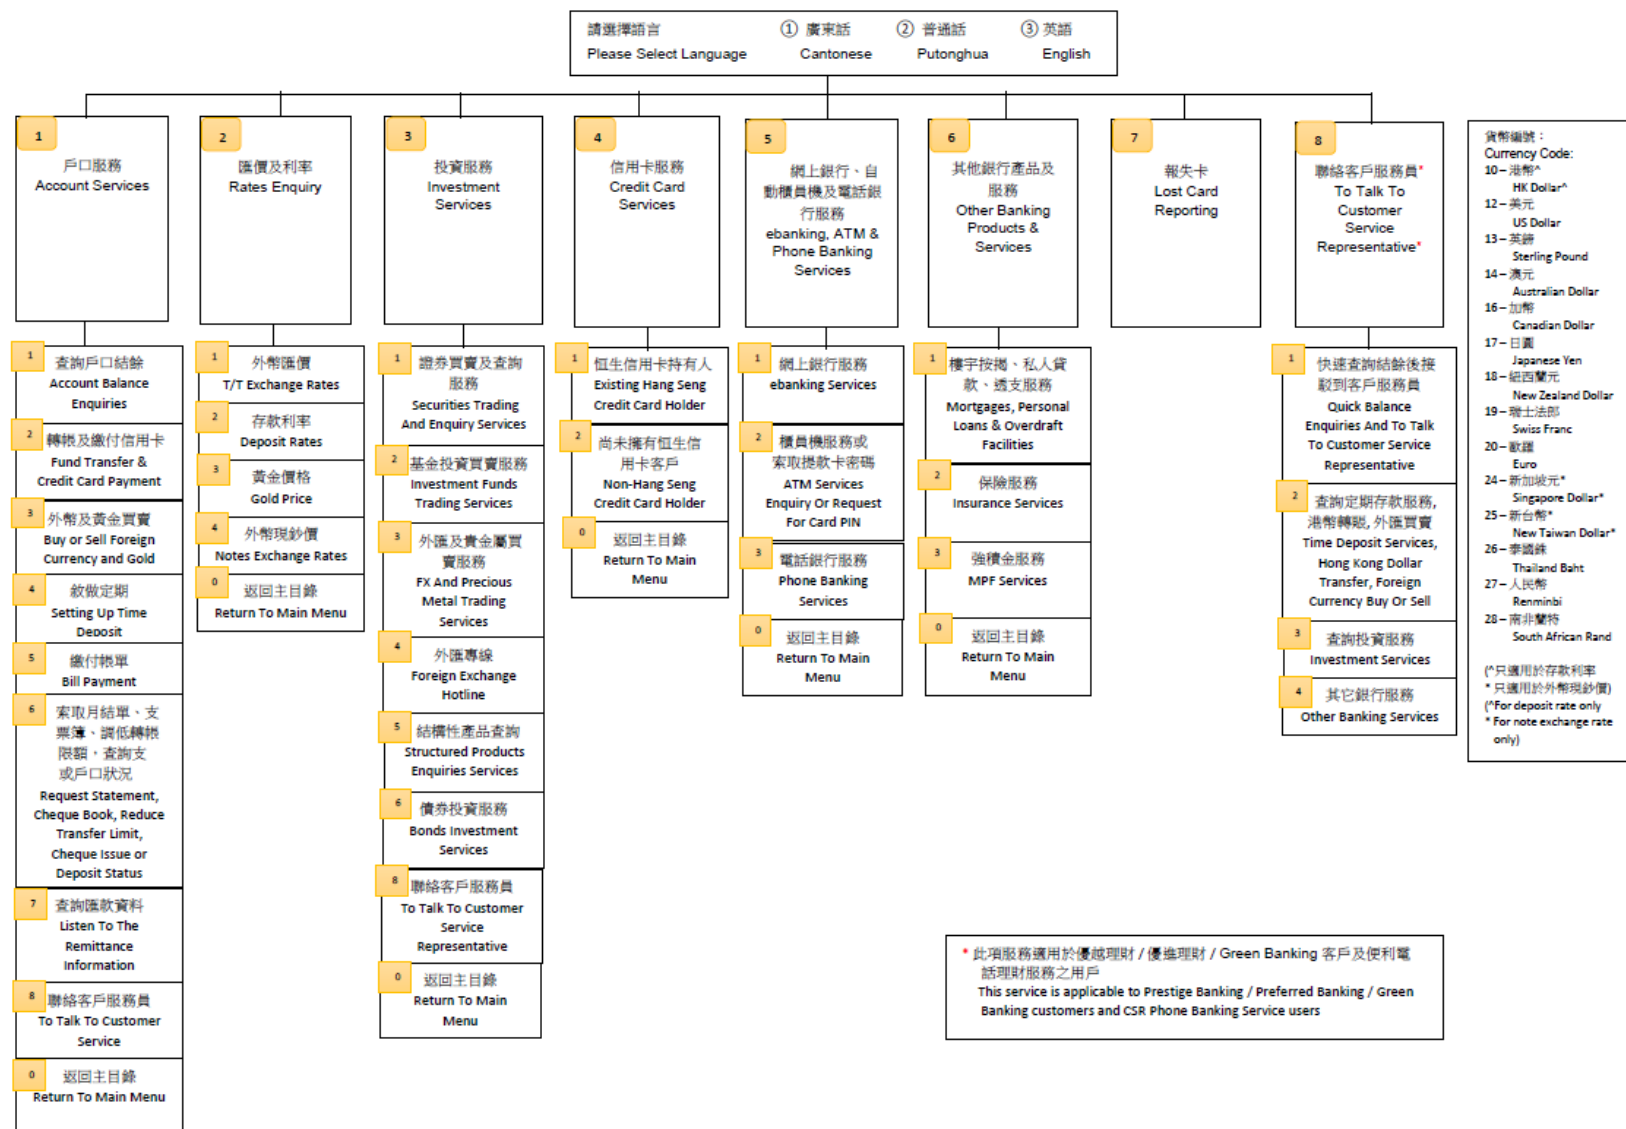 請選擇語言 ① 廣東話 ② 普通話 ③ 英語
Please Select Language Cantonese Putonghua English
1
戶口服務
Account Services
2
匯價及利率
Rates Enquiry
3
投資服務
Investment
Services
4
信用卡服務
Credit Card
Services
5
網上銀行、自
動櫃員機及電話銀
行服務
ebanking, ATM &
Phone Banking
Services
6
其他銀行產品及
服務
Other Banking
Products &
Services
7
報失卡
Lost Card
Reporting
8
聯絡客戶服務員*
To Talk To
Customer
Service
Representative*
1
查詢戶口結餘
Account Balance
Enquiries
2
轉帳及繳付信用卡
Fund Transfer &
Credit Card Payment
3
外幣及黃金買賣
Buy or Sell Foreign
Currency and Gold
4
敘做定期
Setting Up Time
Deposit
5
繳付帳單
Bill Payment
6
索取月結單、支
票簿、調低轉帳
限額，查詢支
或戶口狀況
Request Statement,
Cheque Book, Reduce
Transfer Limit,
Cheque Issue or
Deposit Status
7
查詢匯款資料
Listen To The
Remittance
Information
8
聯絡客戶服務員
To Talk To Customer
Service
0
返回主目錄
Return To Main Menu
1
外幣匯價
T/T Exchange Rates
2
存款利率
Deposit Rates
3
黃金價格
Gold Price
4
外幣現鈔價
Notes Exchange Rates
0
返回主目錄
Return To Main Menu
1
證券買賣及查詢
服務
Securities Trading
And Enquiry Services
2
基金投資買賣服務
Investment Funds
Trading Services
3
外匯及貴金屬買
賣服務
FX And Precious
Metal Trading
Services
4
外匯專線
Foreign Exchange
Hotline
5
結構性產品查詢
Structured Products
Enquiries Services
6
債券投資服務
Bonds Investment
Services
8
聯絡客戶服務員
To Talk To Customer
Service
Representative
0
返回主目錄
Return To Main
Menu
1
恒生信用卡持有人
Existing Hang Seng
Credit Card Holder
2
尚未擁有恒生信
用卡客戶
Non-Hang Seng
Credit Card Holder
0
返回主目錄
Return To Main
Menu
1
網上銀行服務
ebanking Services
2
櫃員機服務或
索取提款卡密碼
ATM Services
Enquiry Or Request
For Card PIN
3
電話銀行服務
Phone Banking
Services
0
返回主目錄
Return To Main
Menu
1
樓宇按揭、私人貸
款、透支服務
Mortgages, Personal
Loans & Overdraft
Facilities
2
保險服務
Insurance Services
3
強積金服務
MPF Services
0
返回主目錄
Return To Main
Menu
1
快速查詢結餘後接
駁到客戶服務員
Quick Balance
Enquiries And To Talk
To Customer Service
Representative
2
查詢定期存款服務,
港幣轉賬, 外匯買賣
Time Deposit Services,
Hong Kong Dollar
Transfer, Foreign
Currency Buy Or Sell
3
查詢投資服務
Investment Services
4
其它銀行服務
Other Banking Services
貨幣編號：
Currency Code:
10 – 港幣^
HK Dollar^
12 – 美元
US Dollar
13 – 英鎊
Sterling Pound
14 – 澳元
Australian Dollar
16 – 加幣
Canadian Dollar
17 – 日圓
Japanese Yen
18 – 紐西蘭元
New Zealand Dollar
19 – 瑞士法郎
Swiss Franc
20 – 歐羅
Euro
24 – 新加坡元*
Singapore Dollar*
25 – 新台幣*
New Taiwan Dollar*
26 – 泰國銖
Thailand Baht
27 – 人民幣
Renminbi
28 – 南非蘭特
South African Rand
(^只適用於存款利率
* 只適用於外幣現鈔價)
(^For deposit rate only
* For note exchange rate
only)
* 此項服務適用於優越理財 / 優進理財 / Green Banking 客戶及便利電
話理財服務之用戶
This service is applicable to Prestige Banking / Preferred Banking / Green
Banking customers and CSR Phone Banking Service users